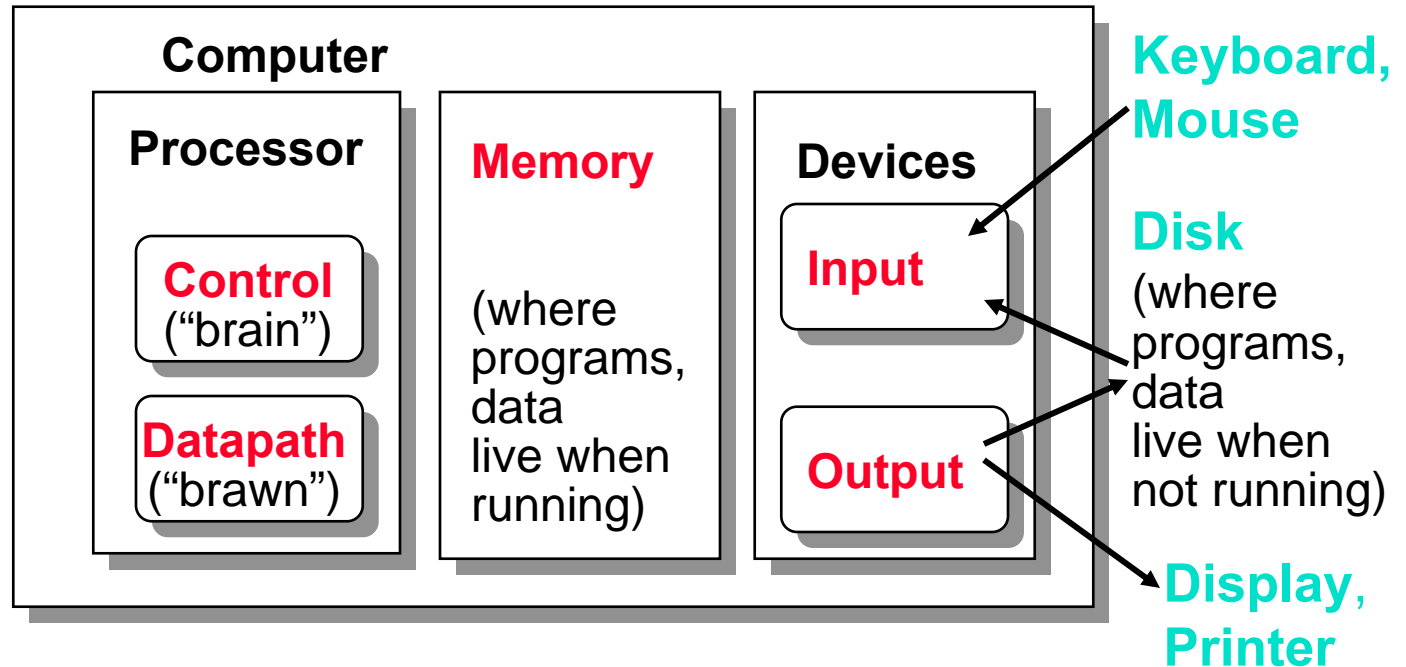 Computer
Processor
Control
(“brain”)
Datapath
(“brawn”)
Memory
(where
programs,
data
live when
running)
Devices
Input
Output
Keyboard,
Mouse
Disk
(where
programs,
data
live when
not running)
Display,
Printer